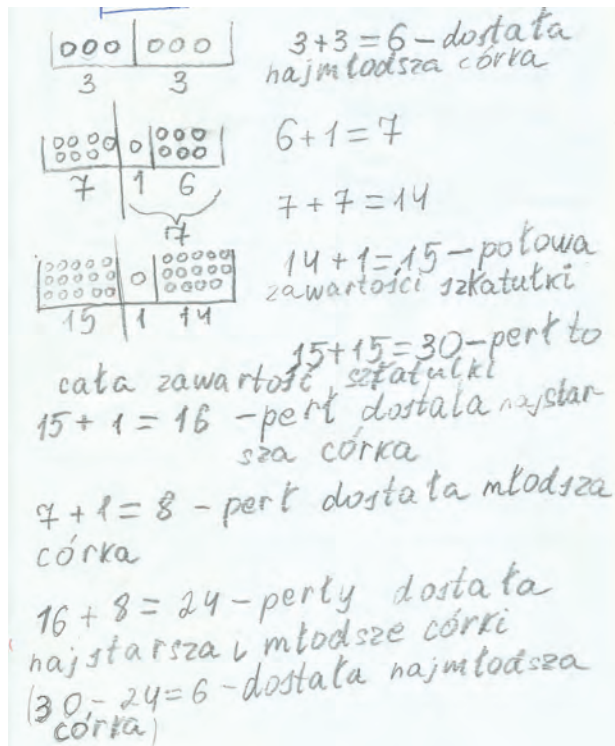 3+3=6 – dostała
najmłodsza córka
3 3
6+1=7
7 1 6
7
7+7=14
14+1=15 – połowa
zawartości szkatułki
15 1 14
15+15=30 – pereł to
cała zawartość szkatułki
15+1=16 – pereł dostała najstar-
sza córka
7+1=8 – pereł dostała młodsza
córka
16+8=24 – perły dostała
najstarsza i młodsze córki
(30-24=6 – dostała najmłodsza
córka)